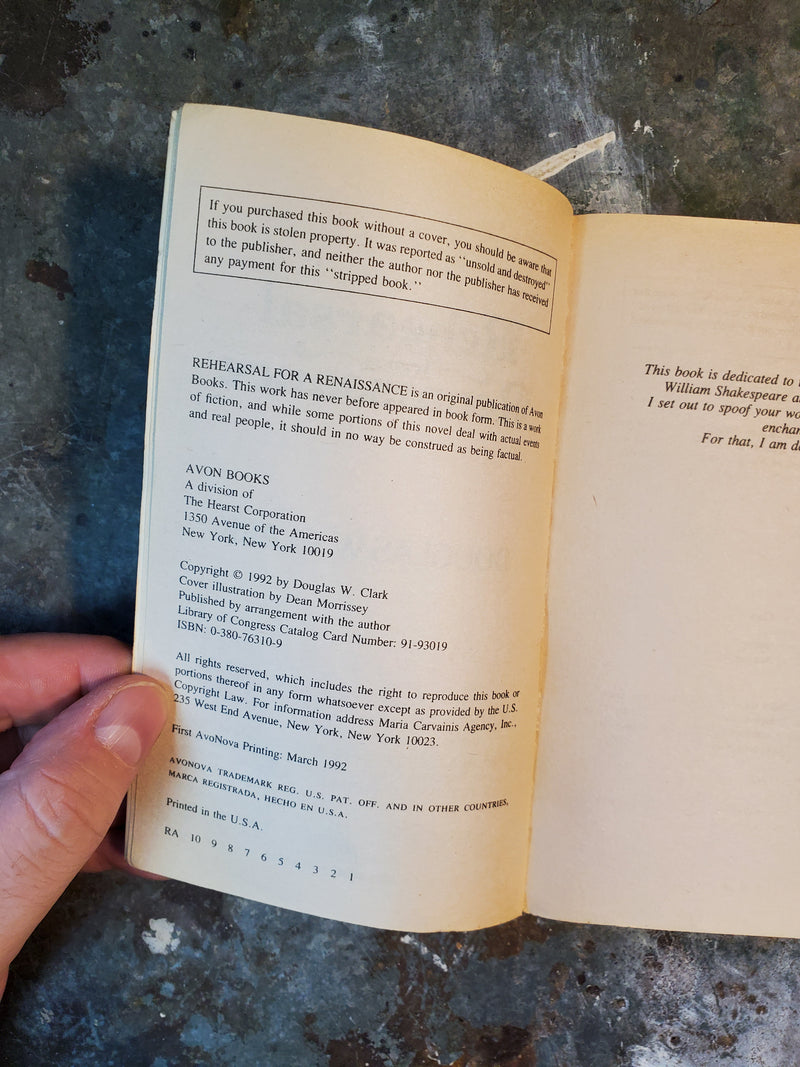 If you purchased this book without a cover, you should be aware that
this book is stolen property. It was reported as "unsold and destroyed"
to the publisher, and neither the author nor the publisher has received
any payment for this "stripped book."
REHEARSAL FOR A RENAISSANCE is an original publication of Avon
Books. This work has never before appeared in book form. This is a work
of fiction, and while some portions of this novel deal with actual events
and real people, it should in no way be construed as being factual.
AVON BOOKS
A division of
The Hearst Corporation
1350 Avenue of the Americas
New York, New York 10019
Copyright © 1992 by Douglas W. Clark
Cover illustration by Dean Morrissey
Published by arrangement with the author
Library of Congress Catalog Card Number: 91-93019
ISBN: 0-380-76310-9
All rights reserved, which includes the right to reproduce this book or
portions thereof in any form whatsoever except as provided by the U.S.
Copyright Law. For information address Maria Carvainis Agency, Inc.,
235 West End Avenue, New York, New York 10023.
First AvoNova Printing: March 1992
AVONOVA TRADEMARK REG. U.S. PAT. OFF. AND IN OTHER COUNTRIES,
MARCA REGISTRADA, HECHO EN U.S.A.
Printed in the U.S.A.
RA 10 9 8 7 6 5 4 3 2 1
This book is dedicated to
William Shakespeare
I set out to spoof your
For that, I am